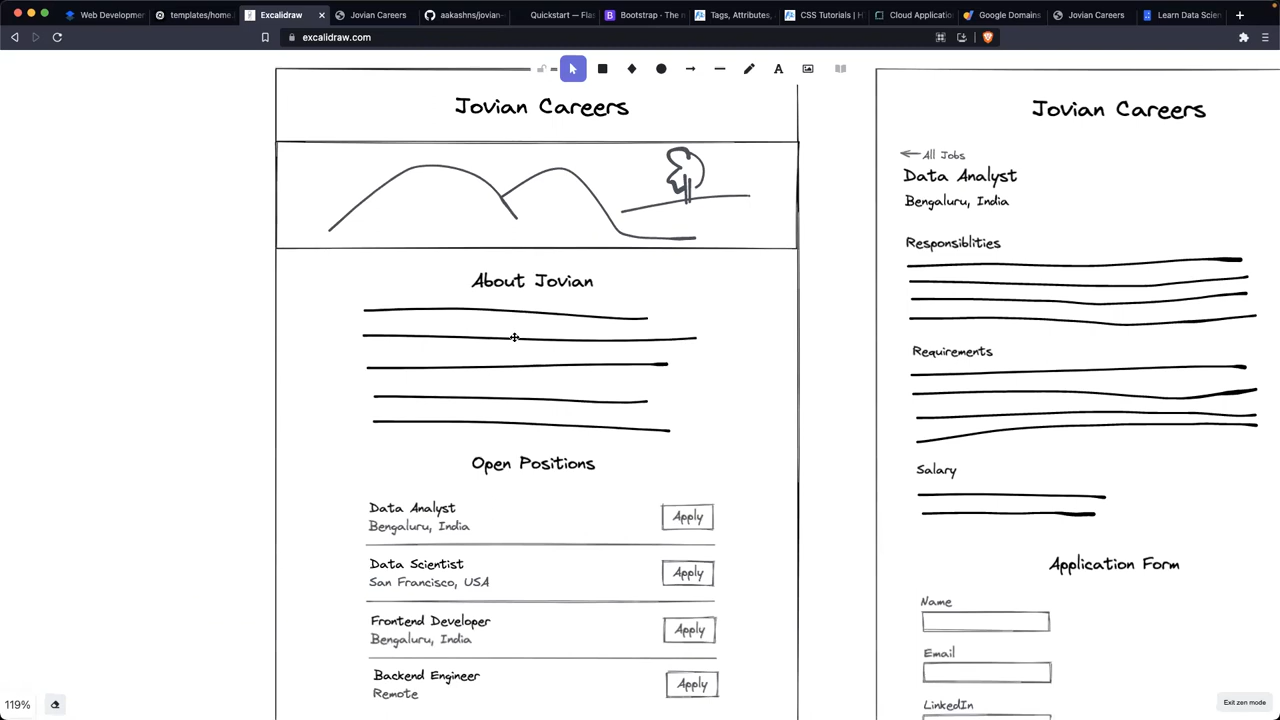 Web Developmen
templates/home.
Excalidraw
Jovian Careers
aakashns/jovian-
Quickstart — Flas
Bootstrap · The m
Tags, Attributes,
CSS Tutorials | H
Cloud Applicatio
Google Domains
Jovian Careers
Learn Data Scien
excalidraw.com
Jovian Careers
About Jovian
Open Positions
Data Analyst
Bengaluru, India
Apply
Data Scientist
San Francisco, USA
Apply
Frontend Developer
Bengaluru, India
Apply
Backend Engineer
Remote
Apply
Jovian Careers
All Jobs
Data Analyst
Bengaluru, India
Responsiblities
Requirements
Salary
Application Form
Name
Email
LinkedIn
119%
Exit zen mode